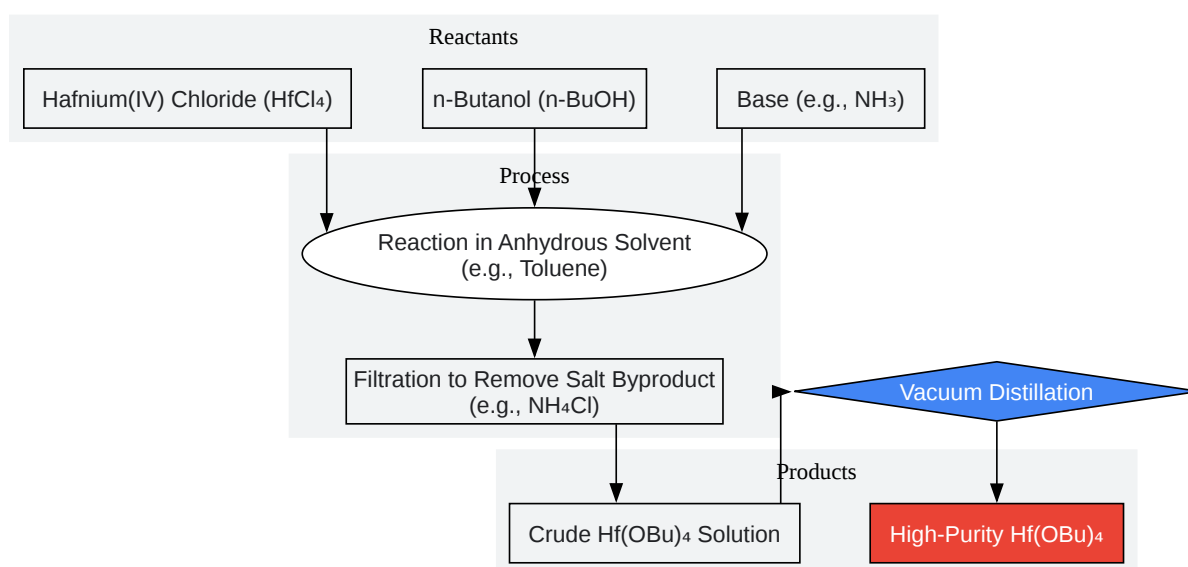 Reactants
Hafnium(IV) Chloride (HfCl₄)
n-Butanol (n-BuOH)
Base (e.g., NH₃)
Process
Reaction in Anhydrous Solvent
(e.g., Toluene)
Filtration to Remove Salt Byproduct
(e.g., NH₄Cl)
Vacuum Distillation
Products
Crude Hf(OBu)₄ Solution
High-Purity Hf(OBu)₄